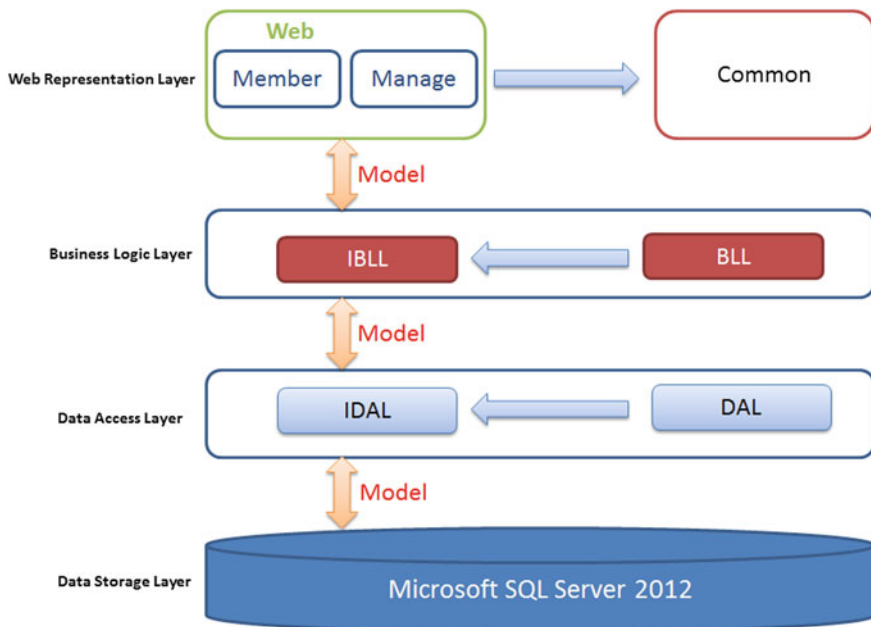 Web
Web Representation Layer
Member
Manage
Common
Model
Business Logic Layer
IBLL
BLL
Model
Data Access Layer
IDAL
DAL
Model
Data Storage Layer
Microsoft SQL Server 2012